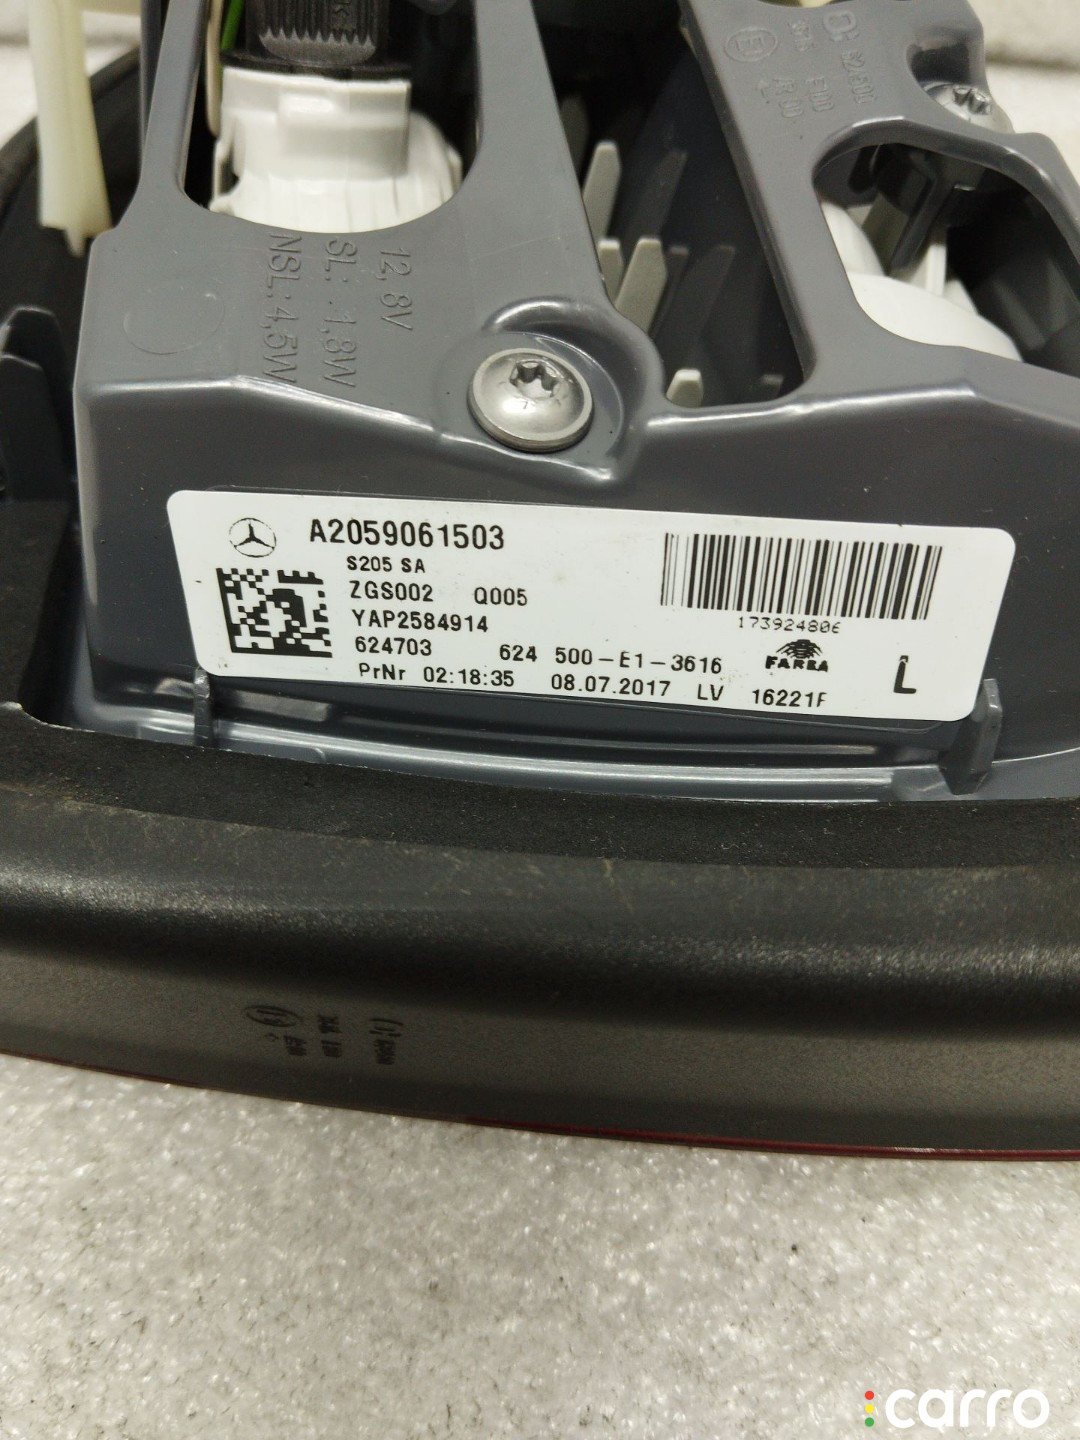 12,8V
SL: 1,8W
NSL: 4,5W
A2059061503
S205 SA
ZGS002 Q005
YAP2584914
624703 624 500-E1-3616
PrNr 02:18:35 08.07.2017 LV 16221F
173924806
FARBA
L
carro